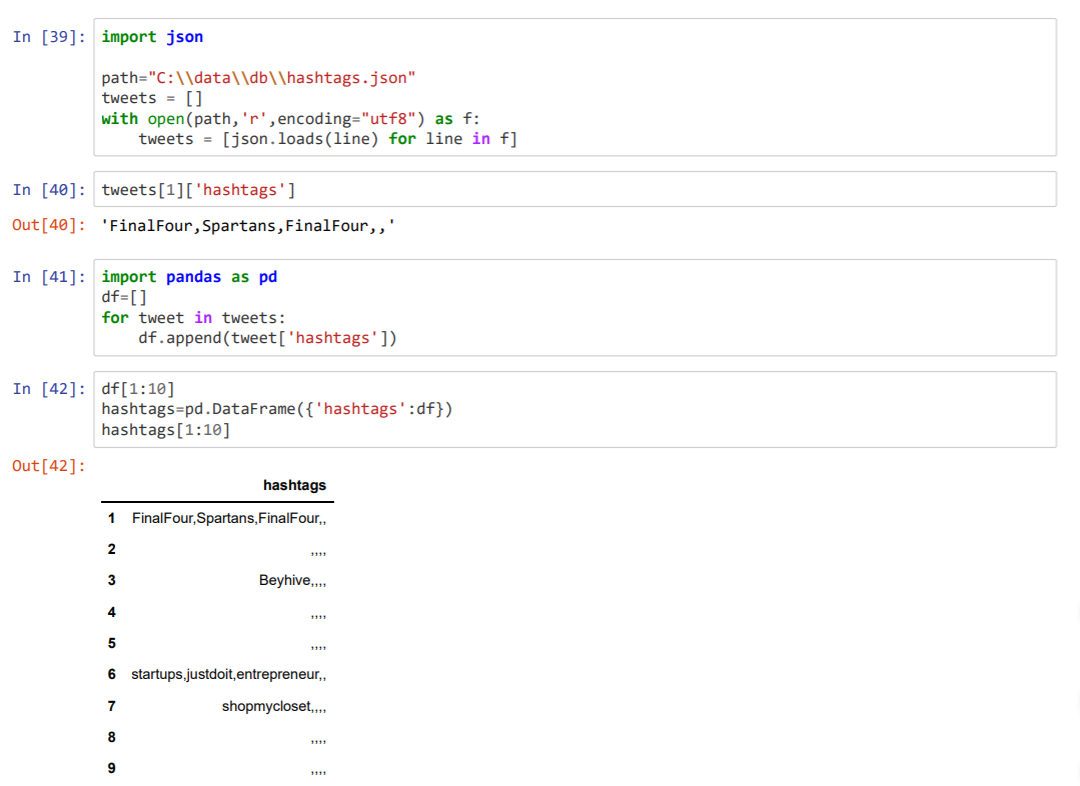 In [39]: import json
path="C:\\data\\db\\hashtags.json"
tweets = []
with open(path,'r',encoding="utf8") as f:
    tweets = [json.loads(line) for line in f]
In [40]: tweets[1]['hashtags']
Out[40]: 'FinalFour,Spartans,FinalFour,,'
In [41]: import pandas as pd
df=[]
for tweet in tweets:
    df.append(tweet['hashtags'])
In [42]: df[1:10]
hashtags=pd.DataFrame({'hashtags':df})
hashtags[1:10]
Out[42]:
hashtags
1 FinalFour,Spartans,FinalFour,,
2 ,,,,
3 Beyhive,,,,
4 ,,,,
5 ,,,,
6 startups,justdoit,entrepreneur,,
7 shopmycloset,,,,
8 ,,,,
9 ,,,,